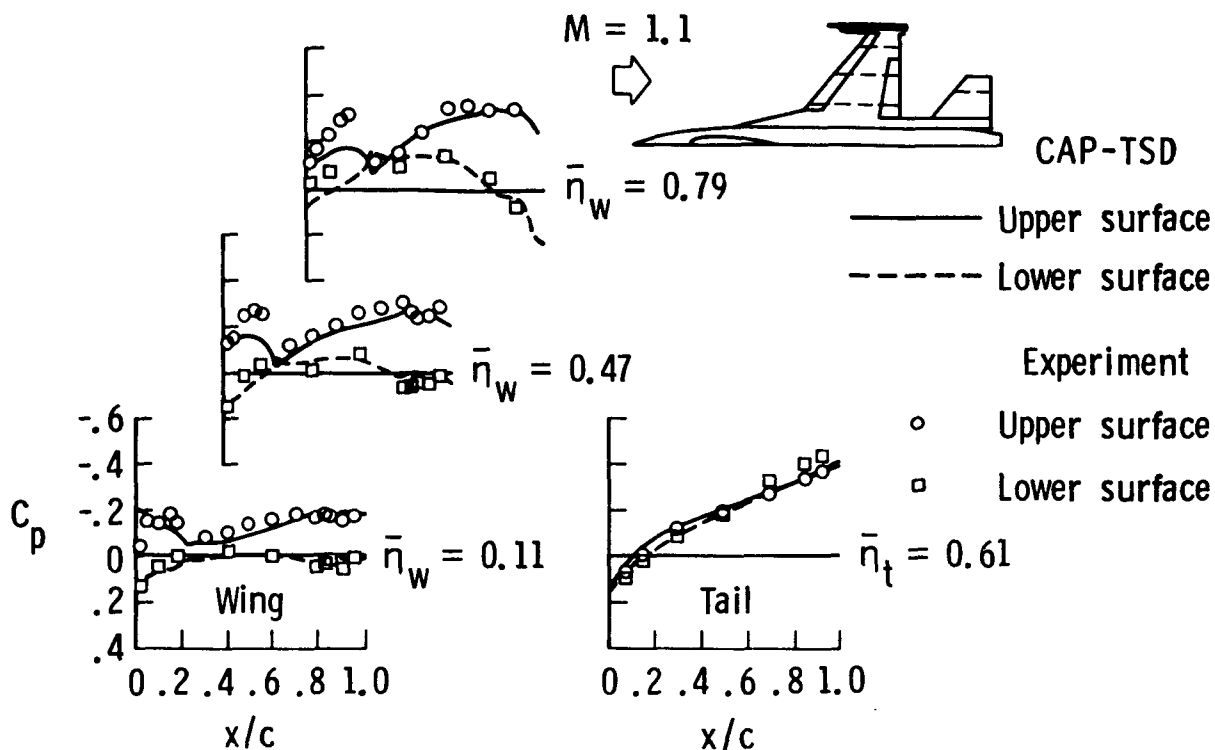 M = 1.1
CAP-TSD
Upper surface
Lower surface
Experiment
Upper surface
Lower surface
η̄w = 0.79
η̄w = 0.47
η̄w = 0.11
η̄t = 0.61
Cp
-.6
-.4
-.2
0
.2
.4
Wing
Tail
0 .2 .4 .6 .8 1.0
0 .2 .4 .6 .8 1.0
x/c
x/c